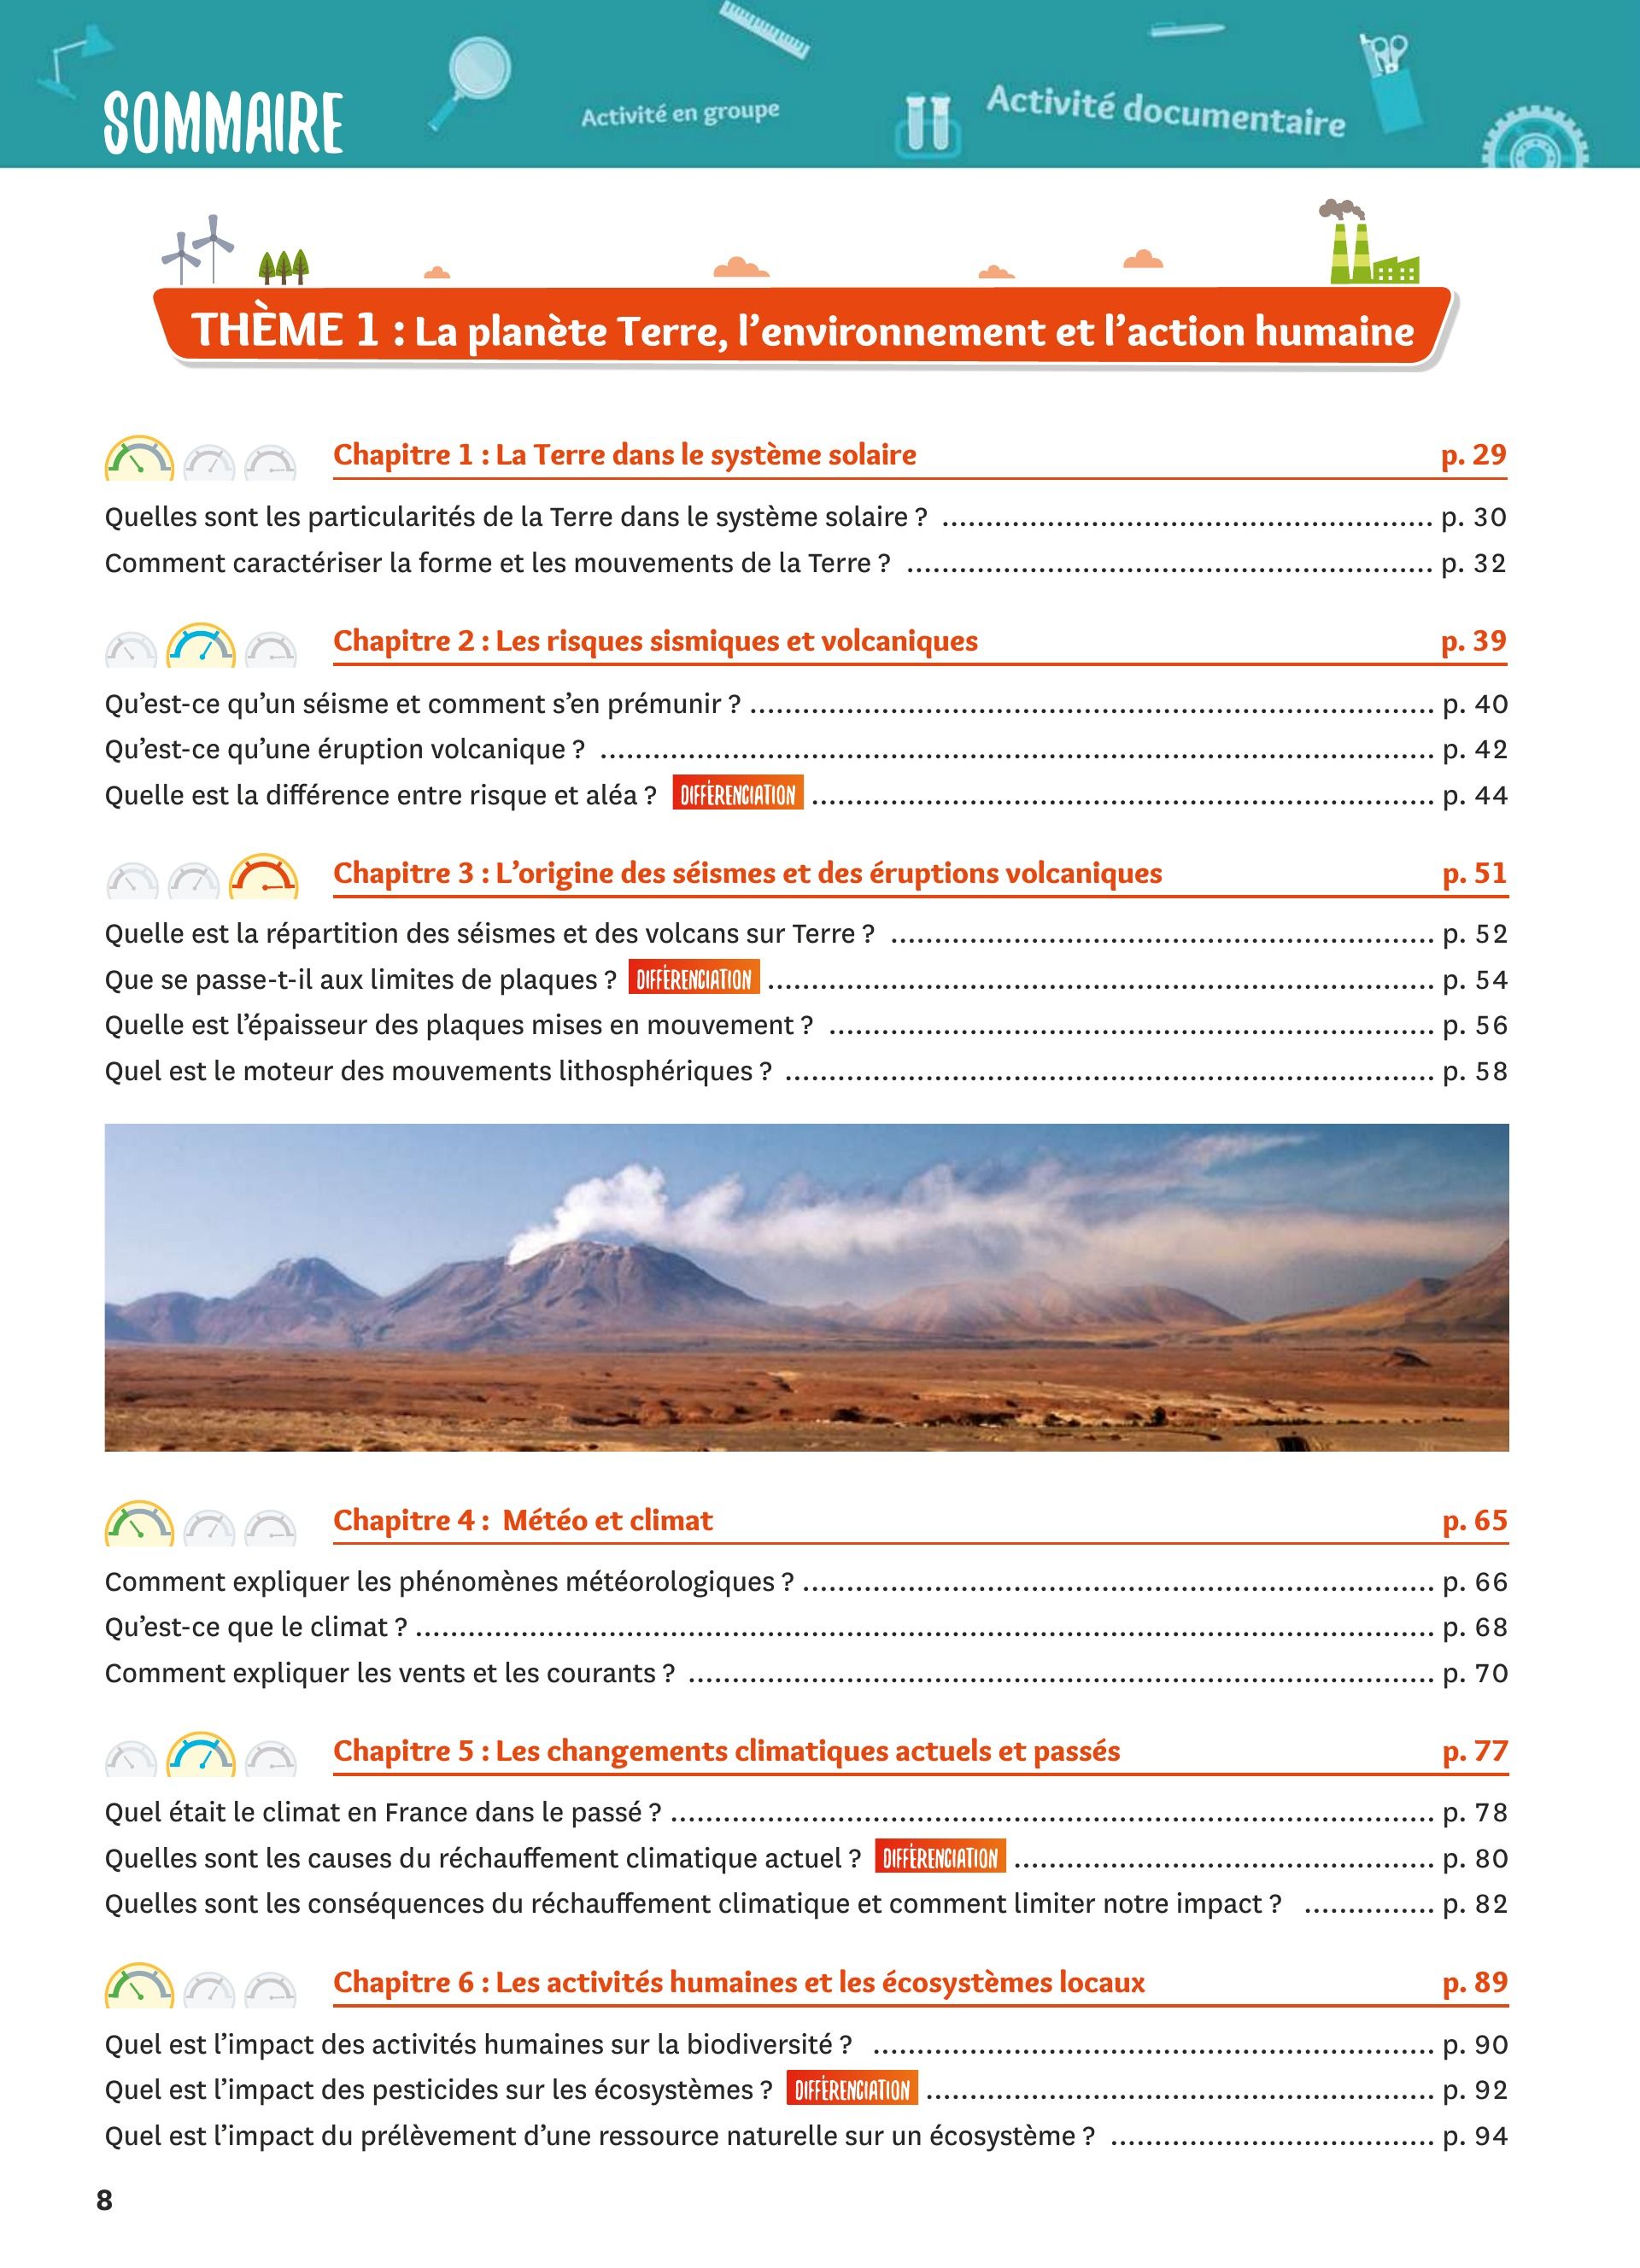 SOMMAIRE
Activité en groupe
Activité documentaire
THÈME 1 : La planète Terre, l’environnement et l’action humaine
Chapitre 1 : La Terre dans le système solaire p. 29
Quelles sont les particularités de la Terre dans le système solaire ? p. 30
Comment caractériser la forme et les mouvements de la Terre ? p. 32
Chapitre 2 : Les risques sismiques et volcaniques p. 39
Qu’est-ce qu’un séisme et comment s’en prémunir ? p. 40
Qu’est-ce qu’une éruption volcanique ? p. 42
Quelle est la différence entre risque et aléa ? DIFFÉRENCIATION p. 44
Chapitre 3 : L’origine des séismes et des éruptions volcaniques p. 51
Quelle est la répartition des séismes et des volcans sur Terre ? p. 52
Que se passe-t-il aux limites de plaques ? DIFFÉRENCIATION p. 54
Quelle est l’épaisseur des plaques mises en mouvement ? p. 56
Quel est le moteur des mouvements lithosphériques ? p. 58
Chapitre 4 : Météo et climat p. 65
Comment expliquer les phénomènes météorologiques ? p. 66
Qu’est-ce que le climat ? p. 68
Comment expliquer les vents et les courants ? p. 70
Chapitre 5 : Les changements climatiques actuels et passés p. 77
Quel était le climat en France dans le passé ? p. 78
Quelles sont les causes du réchauffement climatique actuel ? DIFFÉRENCIATION p. 80
Quelles sont les conséquences du réchauffement climatique et comment limiter notre impact ? p. 82
Chapitre 6 : Les activités humaines et les écosystèmes locaux p. 89
Quel est l’impact des activités humaines sur la biodiversité ? p. 90
Quel est l’impact des pesticides sur les écosystèmes ? DIFFÉRENCIATION p. 92
Quel est l’impact du prélèvement d’une ressource naturelle sur un écosystème ? p. 94
8